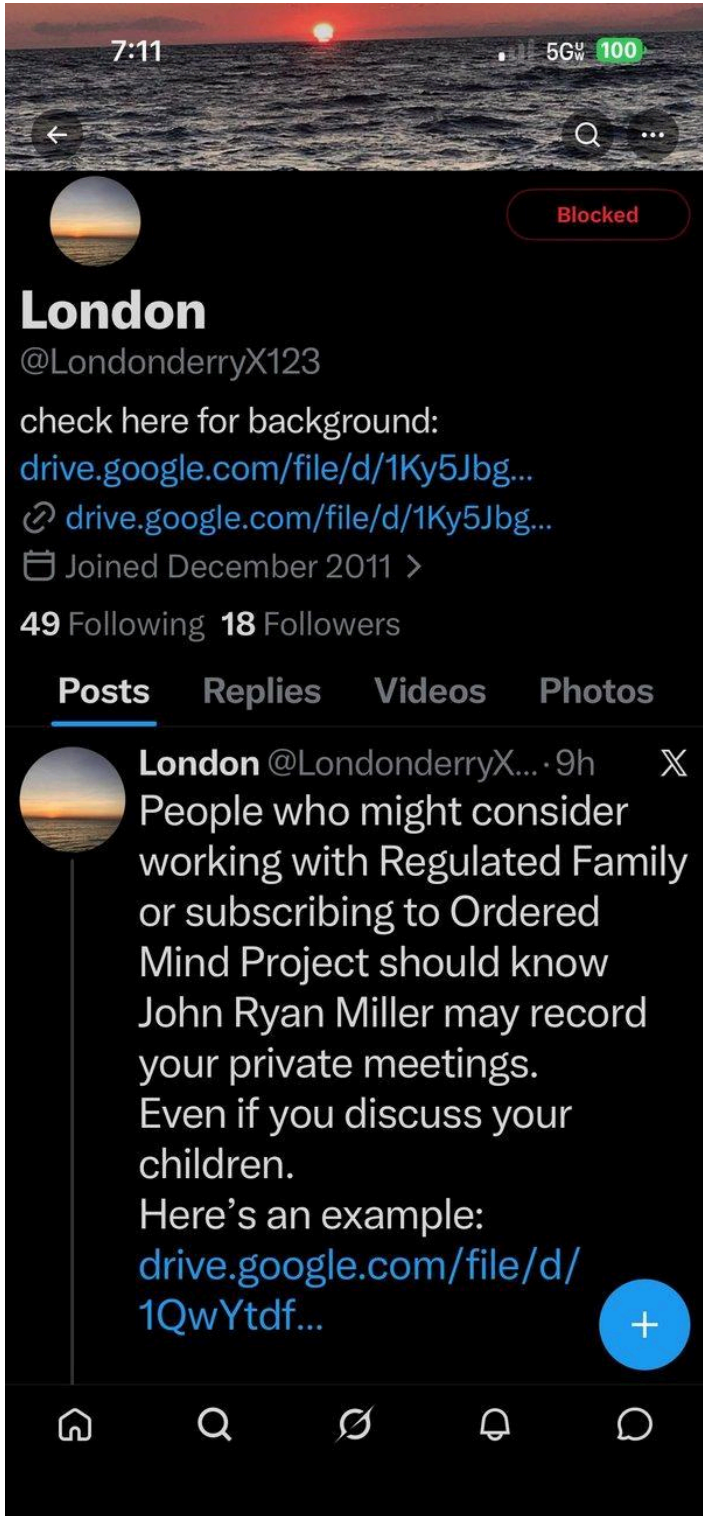 7:11
5GUW 100
Blocked
London
@LondonderryX123
check here for background:
drive.google.com/file/d/1Ky5Jbg...
drive.google.com/file/d/1Ky5Jbg...
Joined December 2011 >
49 Following 18 Followers
Posts Replies Videos Photos
London @LondonderryX... · 9h
People who might consider
working with Regulated Family
or subscribing to Ordered
Mind Project should know
John Ryan Miller may record
your private meetings.
Even if you discuss your
children.
Here’s an example:
drive.google.com/file/d/
1QwYtdf...